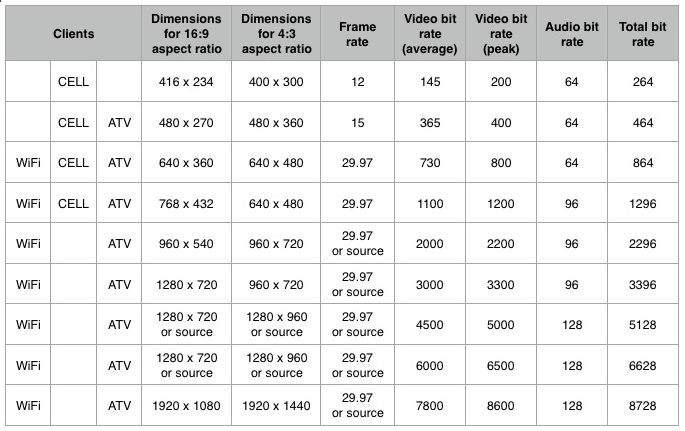 Clients Dimensions for 16:9 aspect ratio Dimensions for 4:3 aspect ratio Frame rate Video bit rate (average) Video bit rate (peak) Audio bit rate Total bit rate
CELL 416 x 234 400 x 300 12 145 200 64 264
CELL ATV 480 x 270 480 x 360 15 365 400 64 464
WiFi CELL ATV 640 x 360 640 x 480 29.97 730 800 64 864
WiFi CELL ATV 768 x 432 640 x 480 29.97 1100 1200 96 1296
WiFi ATV 960 x 540 960 x 720 29.97 or source 2000 2200 96 2296
WiFi ATV 1280 x 720 960 x 720 29.97 or source 3000 3300 96 3396
WiFi ATV 1280 x 720 or source 1280 x 960 or source 29.97 or source 4500 5000 128 5128
WiFi ATV 1280 x 720 or source 1280 x 960 or source 29.97 or source 6000 6500 128 6628
WiFi ATV 1920 x 1080 1920 x 1440 29.97 or source 7800 8600 128 8728